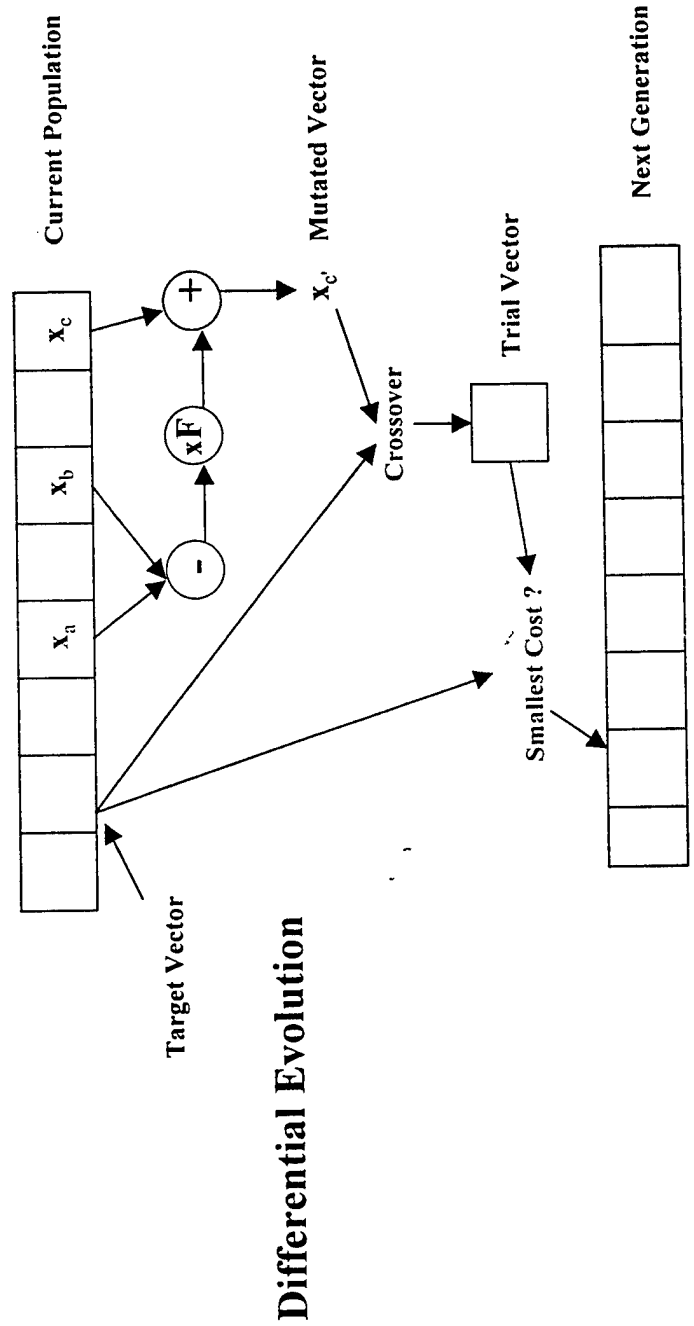 Current Population
x_a
x_b
x_c
-
xF
+
Target Vector
x_c'
Mutated Vector
Differential Evolution
Crossover
Trial Vector
Smallest Cost ?
Next Generation